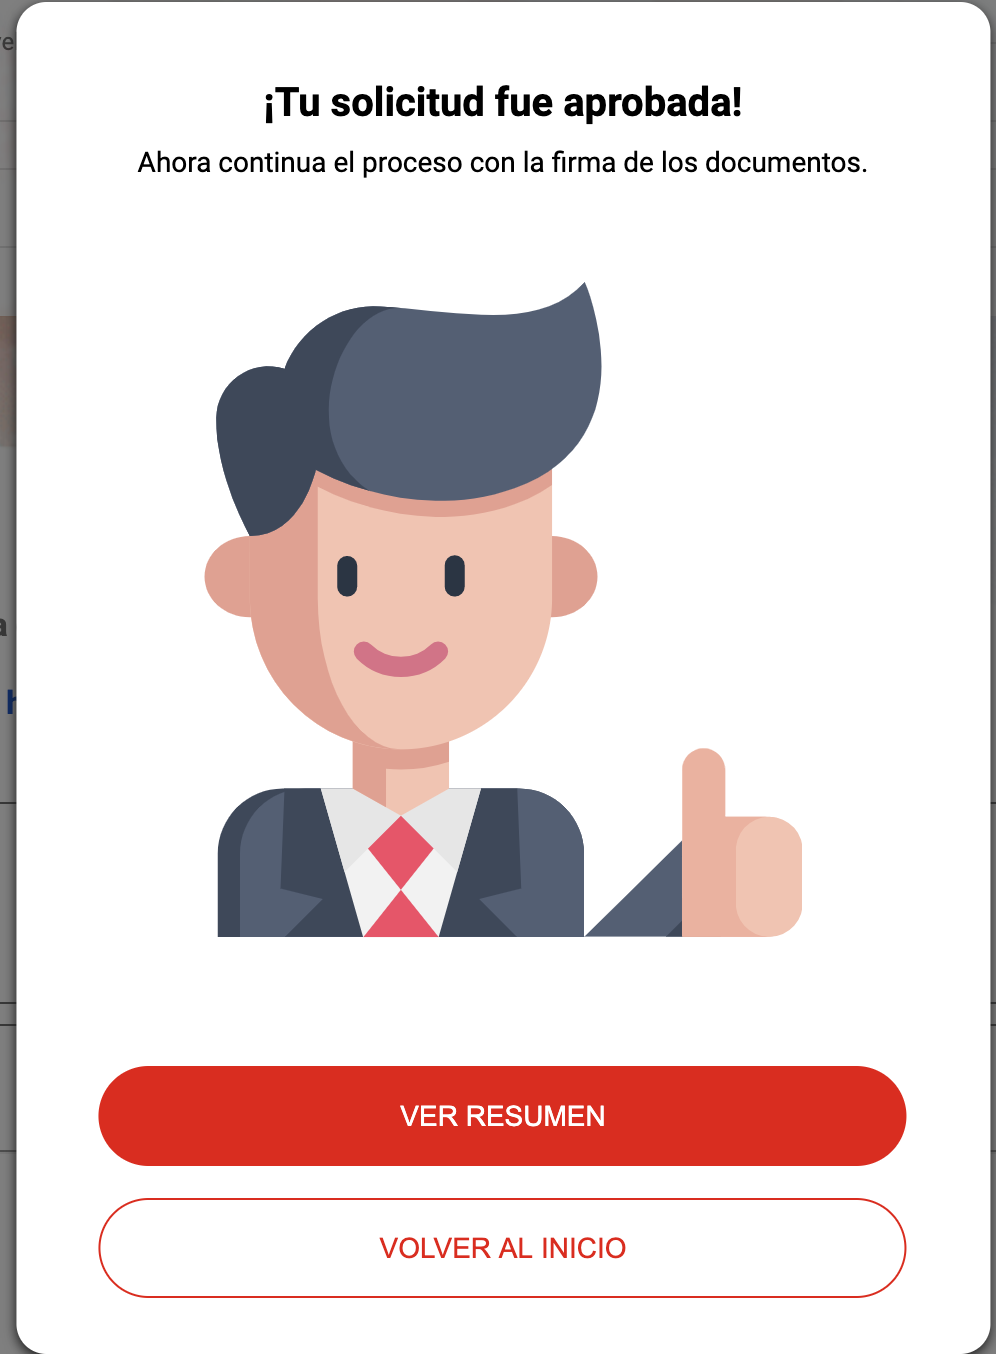 ¡Tu solicitud fue aprobada!
Ahora continua el proceso con la firma de los documentos.
VER RESUMEN
VOLVER AL INICIO